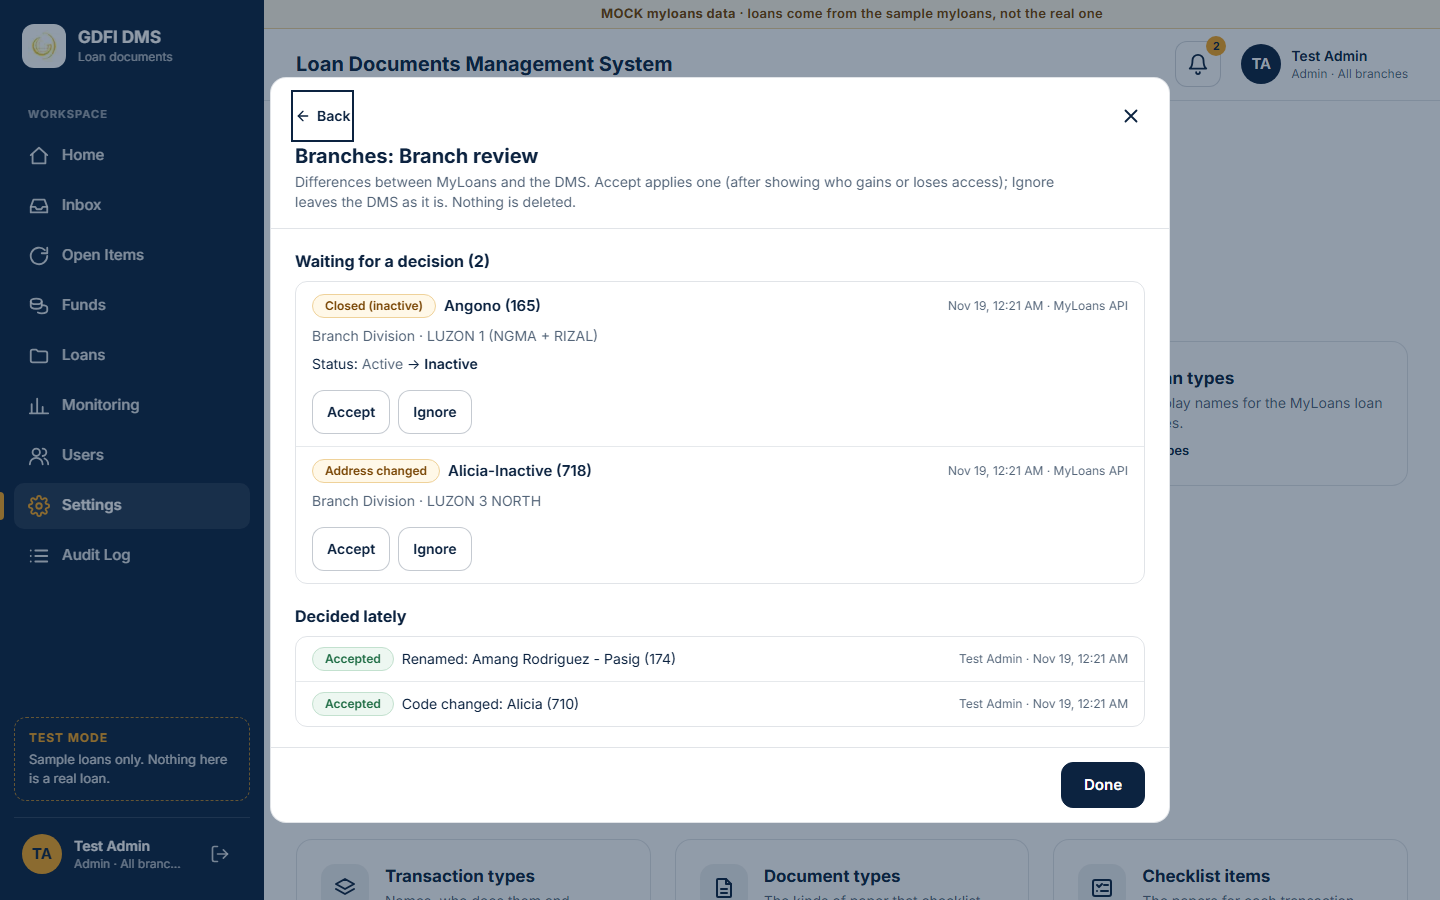 GDFI DMS
Loan documents
WORKSPACE
Home
Inbox
Open Items
Funds
Loans
Monitoring
Users
Settings
Audit Log
TEST MODE
Sample loans only. Nothing here
is a real loan.
TA
Test Admin
Admin · All branc...
MOCK myloans data · loans come from the sample myloans, not the real one
Loan Documents Management System
2
TA
Test Admin
Admin · All branches
← Back
Branches: Branch review
Differences between MyLoans and the DMS. Accept applies one (after showing who gains or loses access); Ignore
leaves the DMS as it is. Nothing is deleted.
Waiting for a decision (2)
Closed (inactive) Angono (165) Nov 19, 12:21 AM · MyLoans API
Branch Division · LUZON 1 (NGMA + RIZAL)
Status: Active → Inactive
Accept Ignore
Address changed Alicia-Inactive (718) Nov 19, 12:21 AM · MyLoans API
Branch Division · LUZON 3 NORTH
Accept Ignore
Decided lately
Accepted Renamed: Amang Rodriguez - Pasig (174) Test Admin · Nov 19, 12:21 AM
Accepted Code changed: Alicia (710) Test Admin · Nov 19, 12:21 AM
Done
types
names for the MyLoans loan
Transaction types
Document types
Checklist items